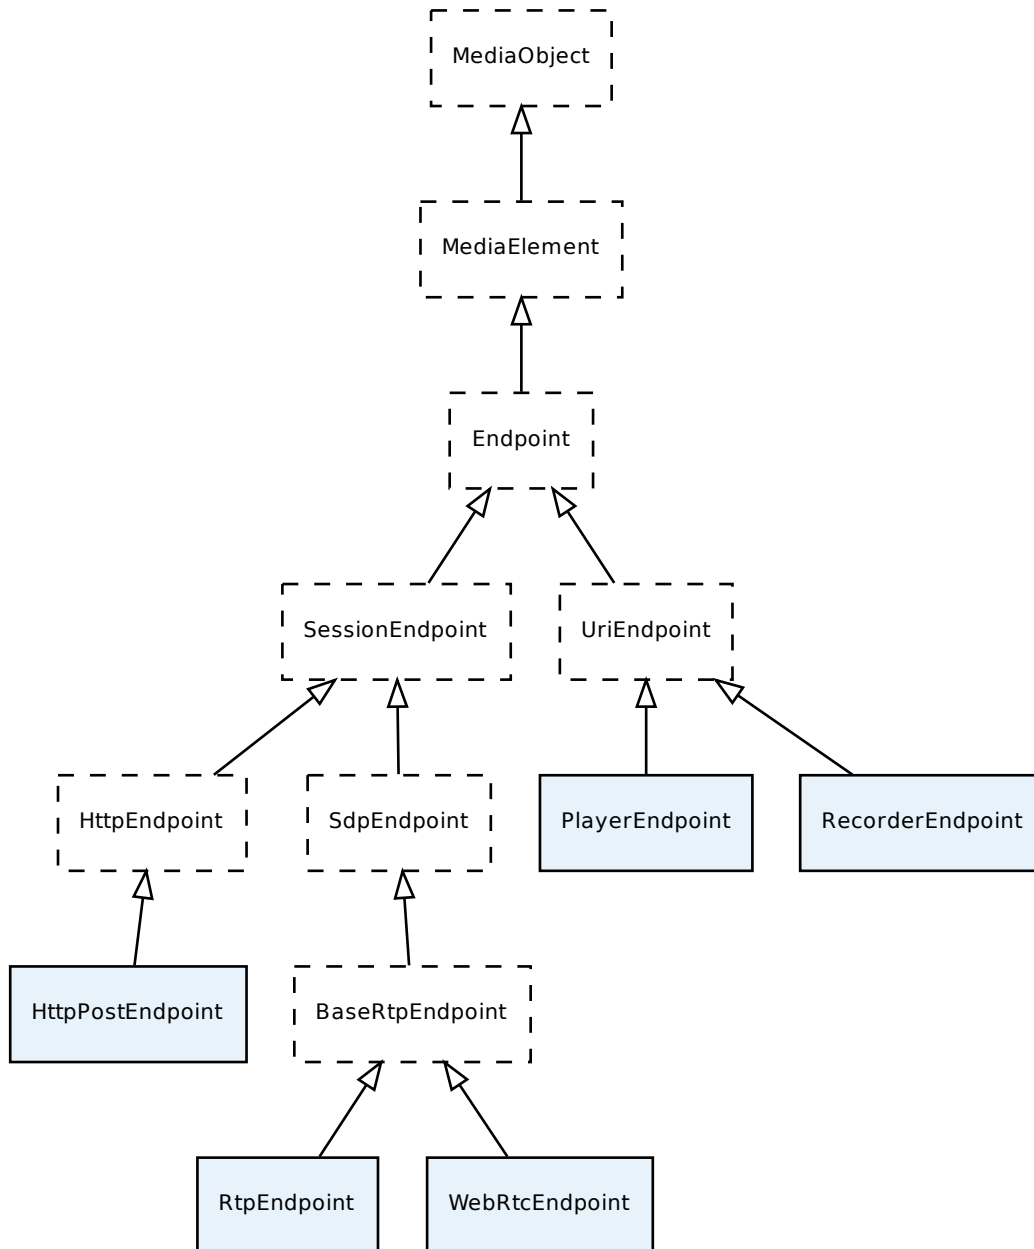 MediaObject
MediaElement
Endpoint
SessionEndpoint
UriEndpoint
HttpEndpoint
SdpEndpoint
PlayerEndpoint
RecorderEndpoint
HttpPostEndpoint
BaseRtpEndpoint
RtpEndpoint
WebRtcEndpoint